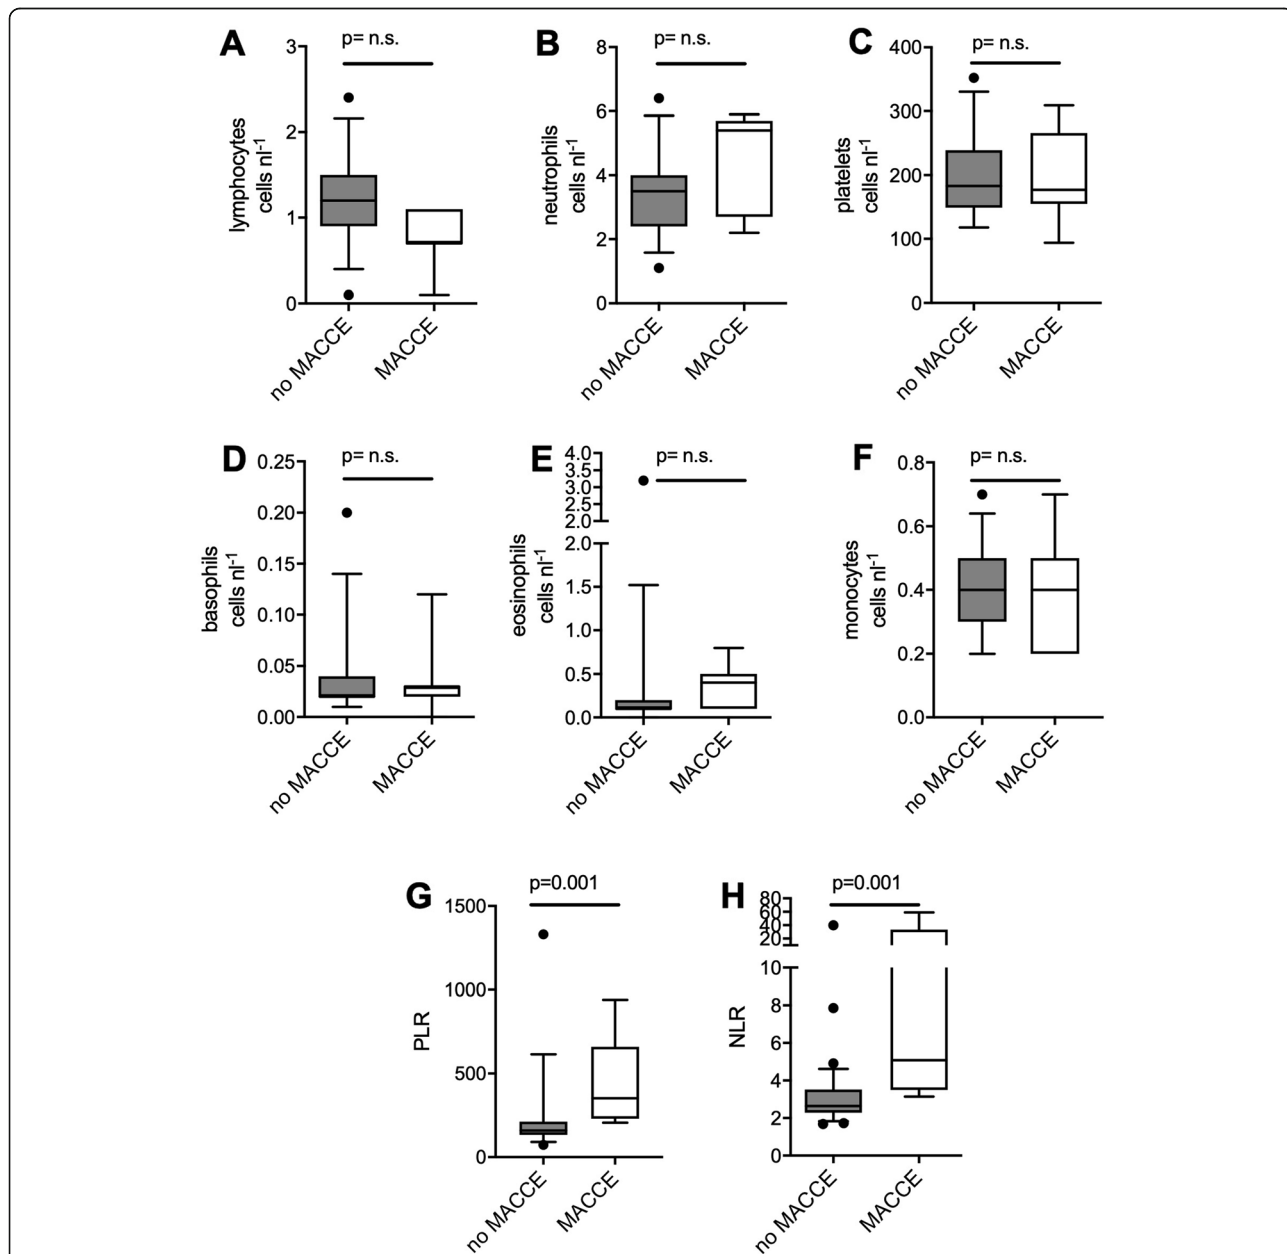 A
p= n.s.
lymphocytes
cells nl-1
3
2
1
0
no MACCE
MACCE
B
p= n.s.
neutrophils
cells nl-1
8
6
4
2
0
no MACCE
MACCE
C
p= n.s.
platelets
cells nl-1
400
300
200
100
0
no MACCE
MACCE
D
p= n.s.
basophils
cells nl-1
0.25
0.20
0.15
0.10
0.05
0.00
no MACCE
MACCE
E
p= n.s.
eosinophils
cells nl-1
4.0
3.5
3.0
2.5
2.0
2.0
1.5
1.0
0.5
0.0
no MACCE
MACCE
F
p= n.s.
monocytes
cells nl-1
0.8
0.6
0.4
0.2
0.0
no MACCE
MACCE
G
p=0.001
PLR
1500
1000
500
0
no MACCE
MACCE
H
p=0.001
NLR
80
60
40
20
10
8
6
4
2
0
no MACCE
MACCE